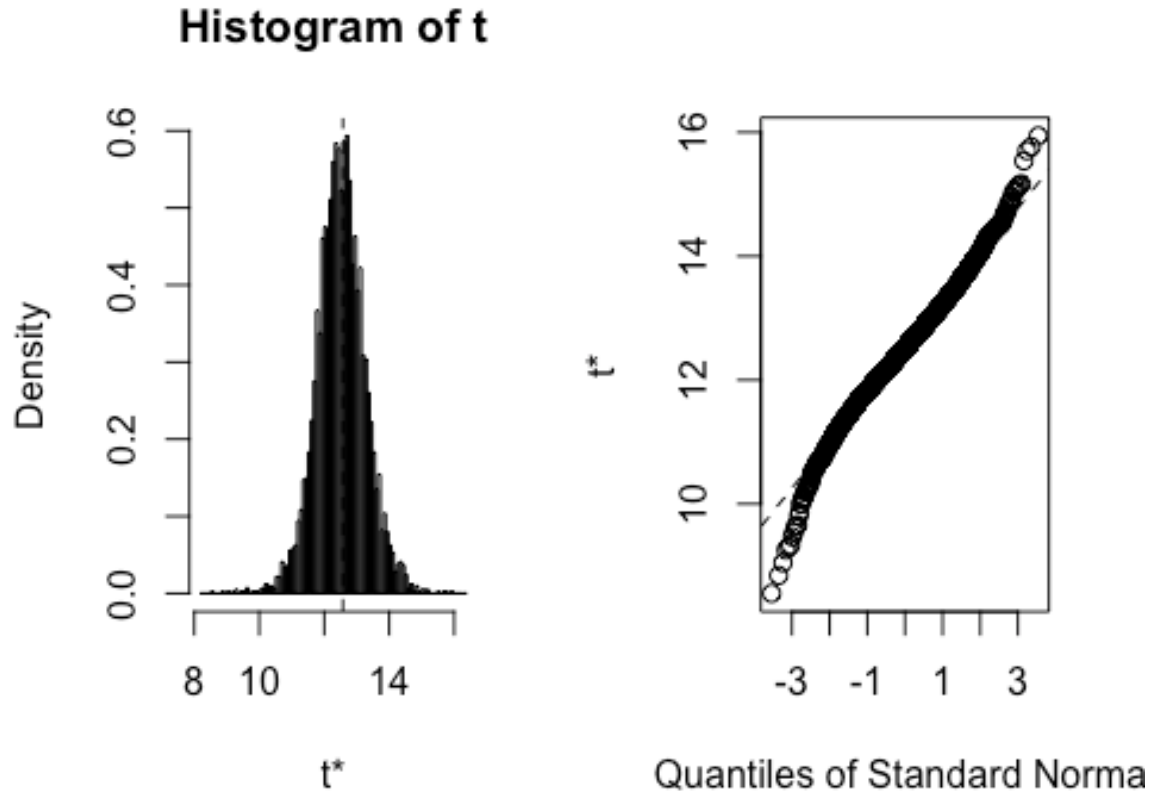 Histogram of t
Density
0.0 0.2 0.4 0.6
8 10 14
t*
t*
10 12 14 16
-3 -1 1 3
Quantiles of Standard Norma